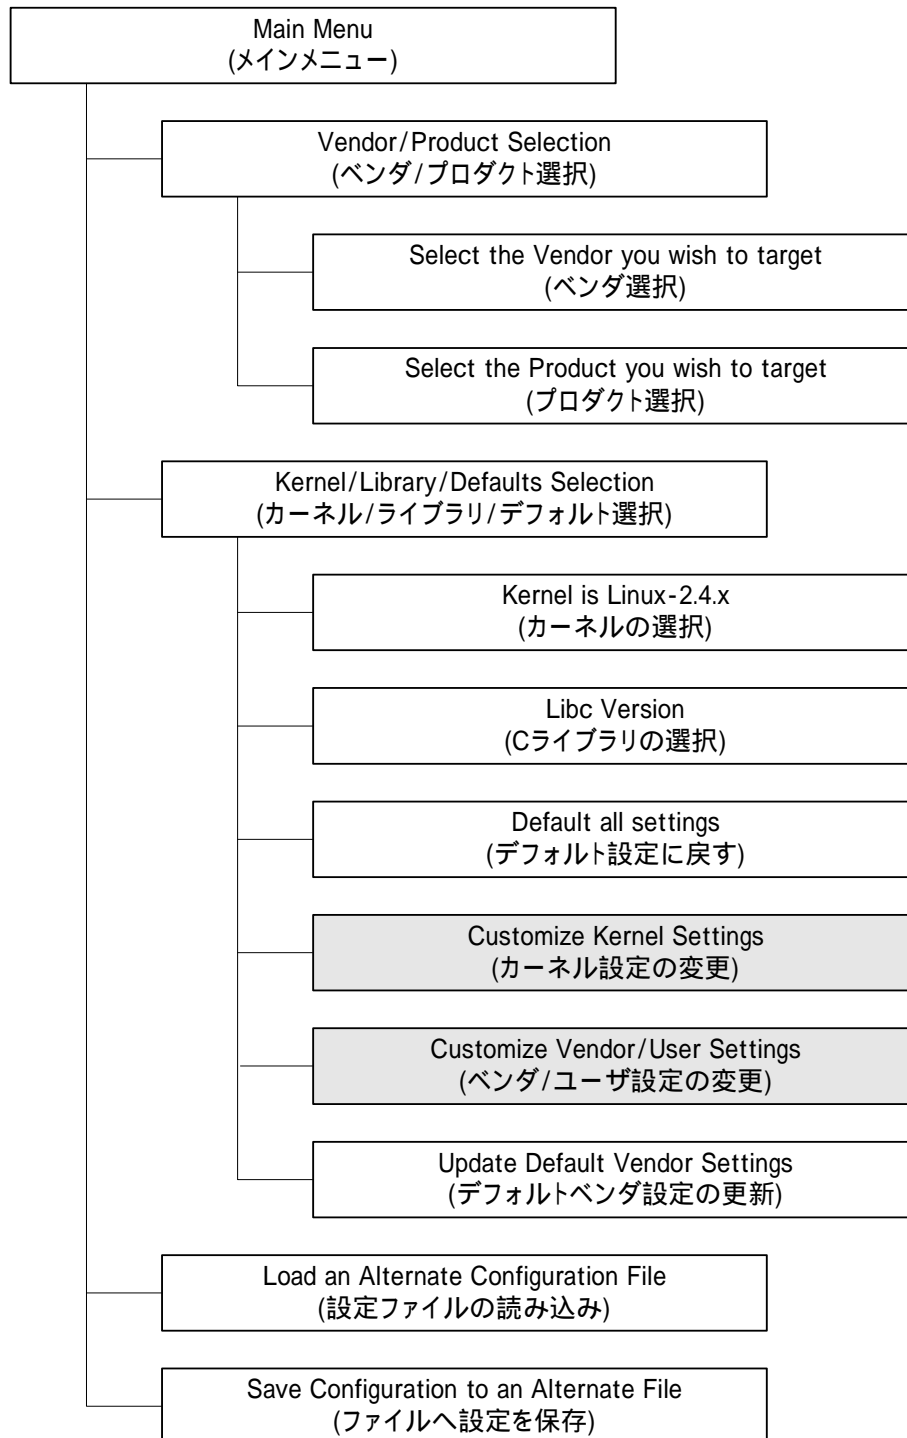 Main Menu
(メインメニュー)
Vendor/Product Selection
(ベンダ/プロダクト選択)
Select the Vendor you wish to target
(ベンダ選択)
Select the Product you wish to target
(プロダクト選択)
Kernel/Library/Defaults Selection
(カーネル/ライブラリ/デフォルト選択)
Kernel is Linux-2.4.x
(カーネルの選択)
Libc Version
(Cライブラリの選択)
Default all settings
(デフォルト設定に戻す)
Customize Kernel Settings
(カーネル設定の変更)
Customize Vendor/User Settings
(ベンダ/ユーザ設定の変更)
Update Default Vendor Settings
(デフォルトベンダ設定の更新)
Load an Alternate Configuration File
(設定ファイルの読み込み)
Save Configuration to an Alternate File
(ファイルへ設定を保存)